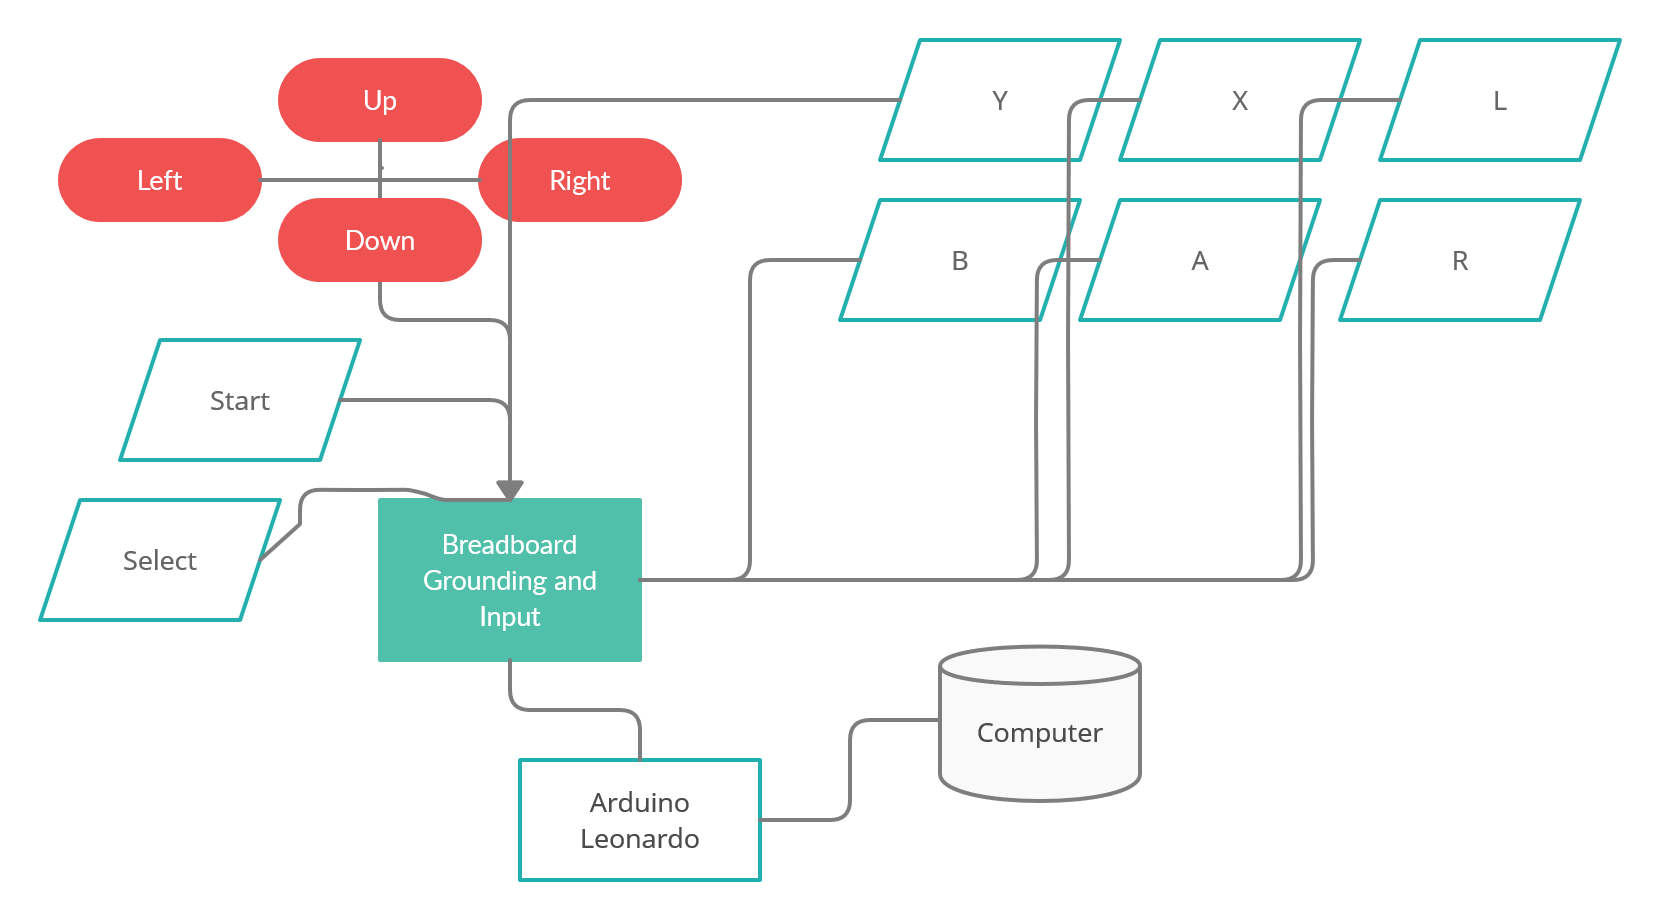 Up
Left
Right
Down
Y
X
L
B
A
R
Start
Select
Breadboard
Grounding and
Input
Computer
Arduino
Leonardo